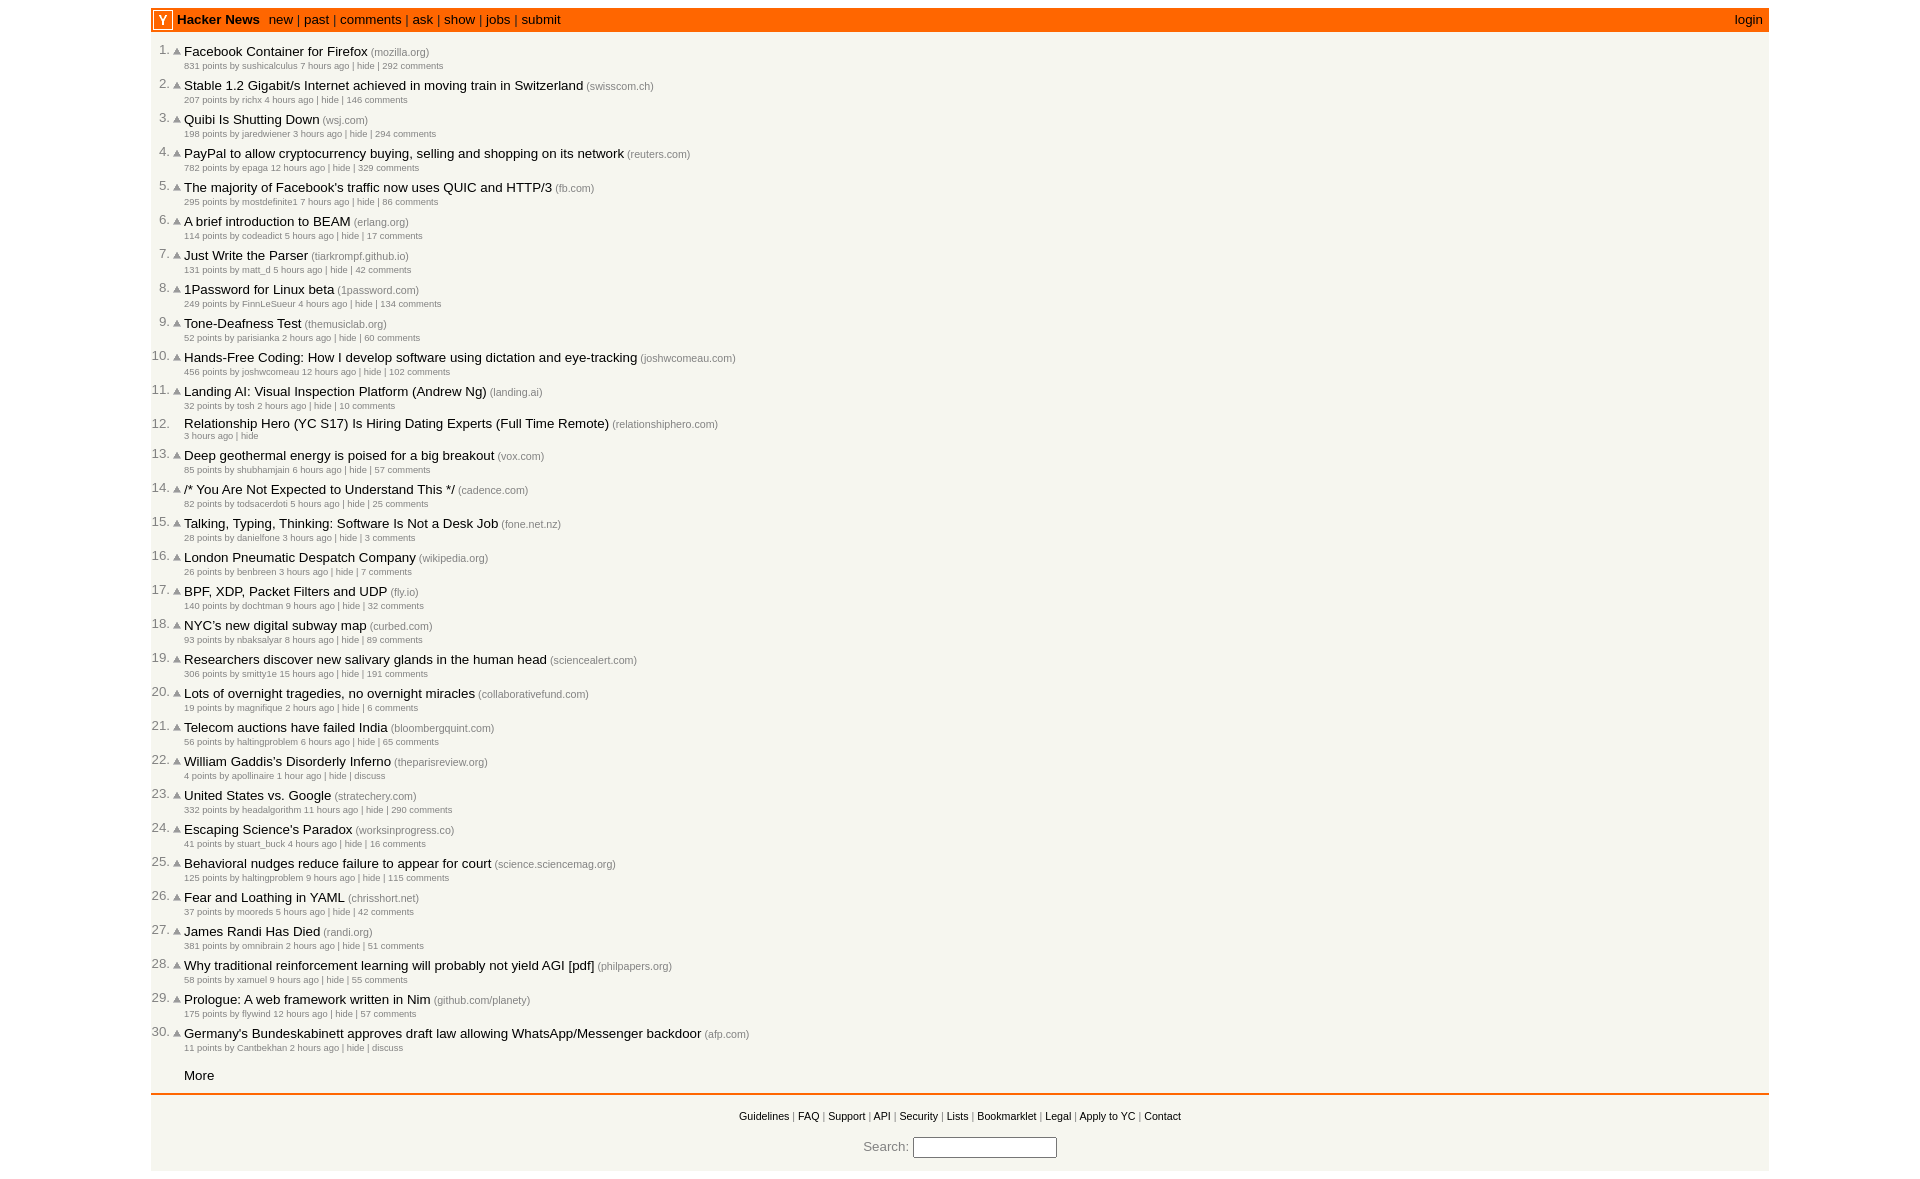 Y Hacker News new | past | comments | ask | show | jobs | submit login
1. Facebook Container for Firefox (mozilla.org)
831 points by sushicalculus 7 hours ago | hide | 292 comments
2. Stable 1.2 Gigabit/s Internet achieved in moving train in Switzerland (swisscom.ch)
207 points by richx 4 hours ago | hide | 146 comments
3. Quibi Is Shutting Down (wsj.com)
198 points by jaredwiener 3 hours ago | hide | 294 comments
4. PayPal to allow cryptocurrency buying, selling and shopping on its network (reuters.com)
782 points by epaga 12 hours ago | hide | 329 comments
5. The majority of Facebook's traffic now uses QUIC and HTTP/3 (fb.com)
295 points by mostdefinite1 7 hours ago | hide | 86 comments
6. A brief introduction to BEAM (erlang.org)
114 points by codeadict 5 hours ago | hide | 17 comments
7. Just Write the Parser (tiarkrompf.github.io)
131 points by matt_d 5 hours ago | hide | 42 comments
8. 1Password for Linux beta (1password.com)
249 points by FinnLeSueur 4 hours ago | hide | 134 comments
9. Tone-Deafness Test (themusiclab.org)
52 points by parisianka 2 hours ago | hide | 60 comments
10. Hands-Free Coding: How I develop software using dictation and eye-tracking (joshwcomeau.com)
456 points by joshwcomeau 12 hours ago | hide | 102 comments
11. Landing AI: Visual Inspection Platform (Andrew Ng) (landing.ai)
32 points by tosh 2 hours ago | hide | 10 comments
12. Relationship Hero (YC S17) Is Hiring Dating Experts (Full Time Remote) (relationshiphero.com)
3 hours ago | hide
13. Deep geothermal energy is poised for a big breakout (vox.com)
85 points by shubhamjain 6 hours ago | hide | 57 comments
14. /* You Are Not Expected to Understand This */ (cadence.com)
82 points by todsacerdoti 5 hours ago | hide | 25 comments
15. Talking, Typing, Thinking: Software Is Not a Desk Job (fone.net.nz)
28 points by danielfone 3 hours ago | hide | 3 comments
16. London Pneumatic Despatch Company (wikipedia.org)
26 points by benbreen 3 hours ago | hide | 7 comments
17. BPF, XDP, Packet Filters and UDP (fly.io)
140 points by dochtman 9 hours ago | hide | 32 comments
18. NYC's new digital subway map (curbed.com)
93 points by nbaksalyar 8 hours ago | hide | 89 comments
19. Researchers discover new salivary glands in the human head (sciencealert.com)
306 points by smitty1e 15 hours ago | hide | 191 comments
20. Lots of overnight tragedies, no overnight miracles (collaborativefund.com)
19 points by magnifique 2 hours ago | hide | 6 comments
21. Telecom auctions have failed India (bloombergquint.com)
56 points by haltingproblem 6 hours ago | hide | 65 comments
22. William Gaddis's Disorderly Inferno (theparisreview.org)
4 points by apollinaire 1 hour ago | hide | discuss
23. United States vs. Google (stratechery.com)
332 points by headalgorithm 11 hours ago | hide | 290 comments
24. Escaping Science's Paradox (worksinprogress.co)
41 points by stuart_buck 4 hours ago | hide | 16 comments
25. Behavioral nudges reduce failure to appear for court (science.sciencemag.org)
125 points by haltingproblem 9 hours ago | hide | 115 comments
26. Fear and Loathing in YAML (chrisshort.net)
37 points by mooreds 5 hours ago | hide | 42 comments
27. James Randi Has Died (randi.org)
381 points by omnibrain 2 hours ago | hide | 51 comments
28. Why traditional reinforcement learning will probably not yield AGI [pdf] (philpapers.org)
58 points by xamuel 9 hours ago | hide | 55 comments
29. Prologue: A web framework written in Nim (github.com/planety)
175 points by flywind 12 hours ago | hide | 57 comments
30. Germany's Bundeskabinett approves draft law allowing WhatsApp/Messenger backdoor (afp.com)
11 points by Cantbekhan 2 hours ago | hide | discuss
More
Guidelines | FAQ | Support | API | Security | Lists | Bookmarklet | Legal | Apply to YC | Contact
Search: